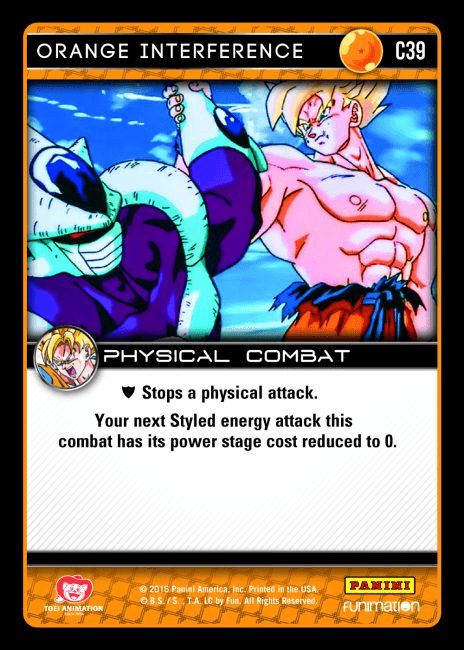 ORANGE INTERFERENCE C39
PHYSICAL COMBAT
Stops a physical attack.
Your next Styled energy attack this
combat has its power stage cost reduced to 0.
TOEI ANIMATION
© 2016 Panini America, Inc. Printed in the USA.
© B.S./S., T.A. LC by Fun. All Rights Reserved.
PANINI
FUNIMATION